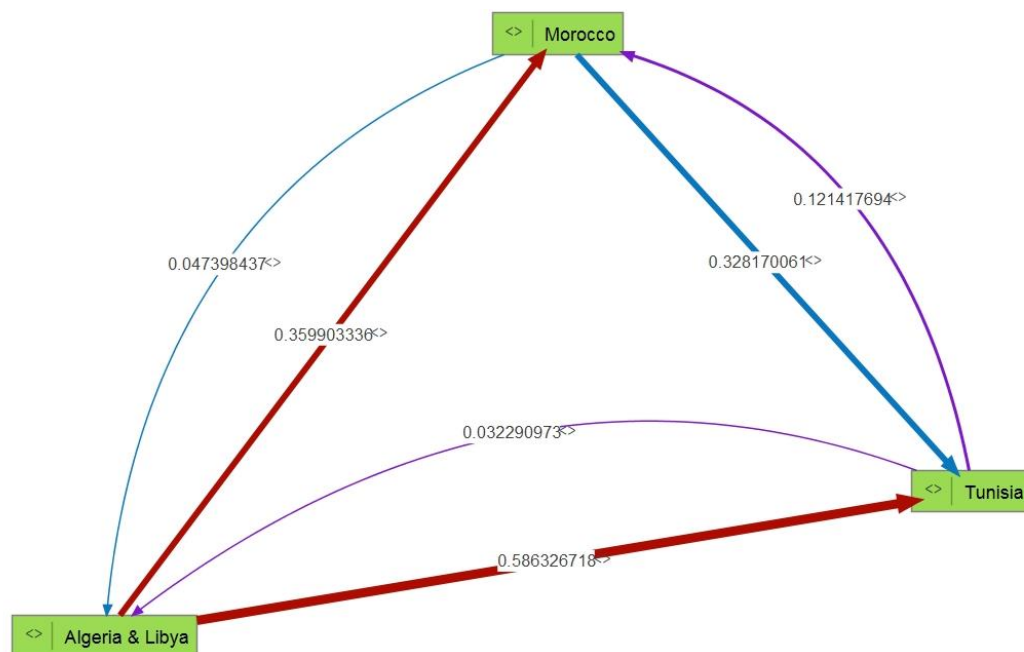 <> Morocco
0.121417694<>
0.328170061<>
0.047398437<>
0.359903336<>
0.032290973<>
<> Tunisia
0.586326718<>
<> Algeria & Libya